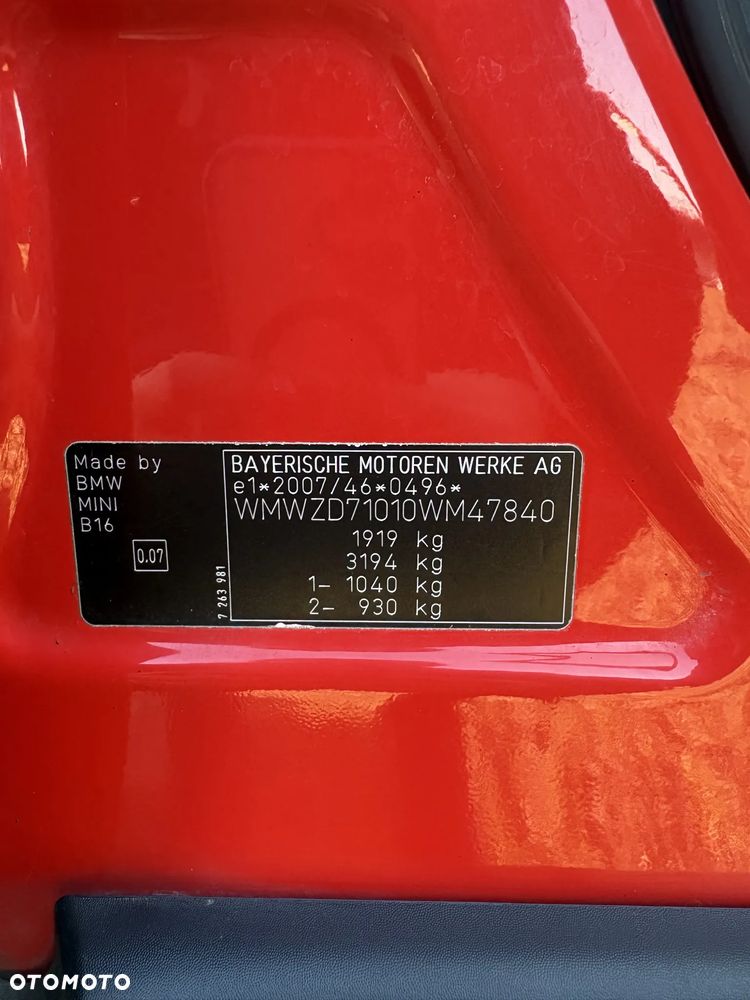 Made by
BMW
MINI
B16
0.07
7 263 981
BAYERISCHE MOTOREN WERKE AG
e1*2007/46*0496*
WMWZD71010WM47840
1919 kg
3194 kg
1- 1040 kg
2- 930 kg
OTOMOTO